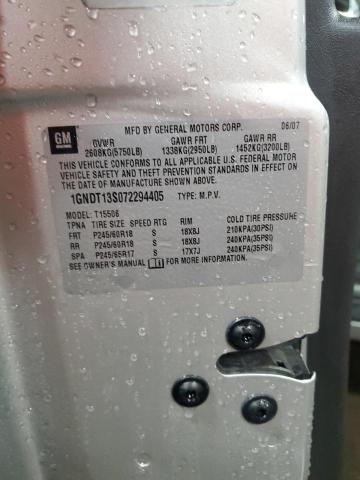 GM
MFD BY GENERAL MOTORS CORP. 06/07
GVWR GAWR FRT GAWR RR
2608KG(5750LB) 1338KG(2950LB) 1452KG(3200LB)
THIS VEHICLE CONFORMS TO ALL APPLICABLE U.S. FEDERAL MOTOR
VEHICLE SAFETY AND THEFT PREVENTION STANDARDS IN EFFECT ON THE
DATE OF MANUFACTURE SHOWN ABOVE.
1GNDT13S072294405 TYPE: M.P.V.
MODEL: T15506
TPNA TIRE SIZE SPEED RTG RIM COLD TIRE PRESSURE
FRT P245/60R18 S 18X8J 210KPA(30PSI)
RR P245/60R18 S 18X8J 240KPA(35PSI)
SPA P245/65R17 S 17X7J 240KPA(35PSI)
SEE OWNER'S MANUAL FOR MORE INFORMATION.